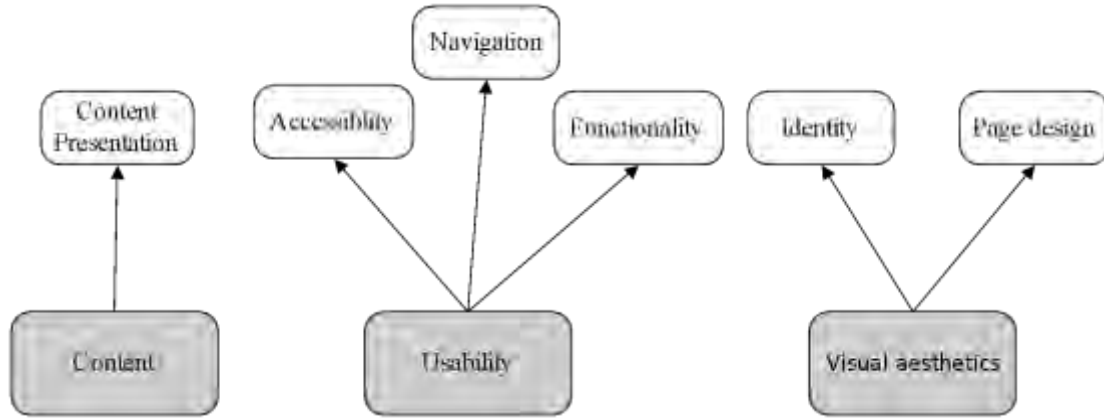 Navigation
Content
Presentation
Accessiblity
Functionality
Identity
Page design
Content
Usability
Visual aesthetics